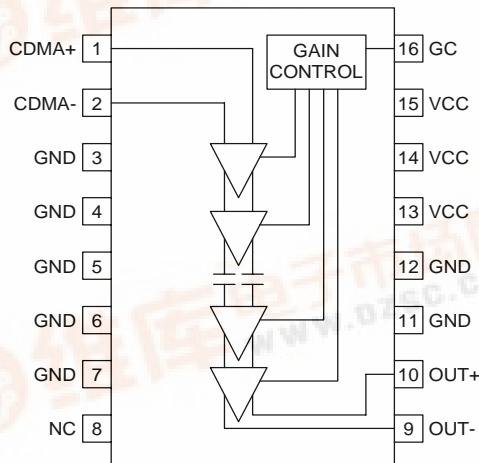 CDMA+ 1
GAIN
CONTROL
16 GC
CDMA- 2
15 VCC
GND 3
14 VCC
GND 4
13 VCC
GND 5
12 GND
GND 6
11 GND
GND 7
10 OUT+
NC 8
9 OUT-